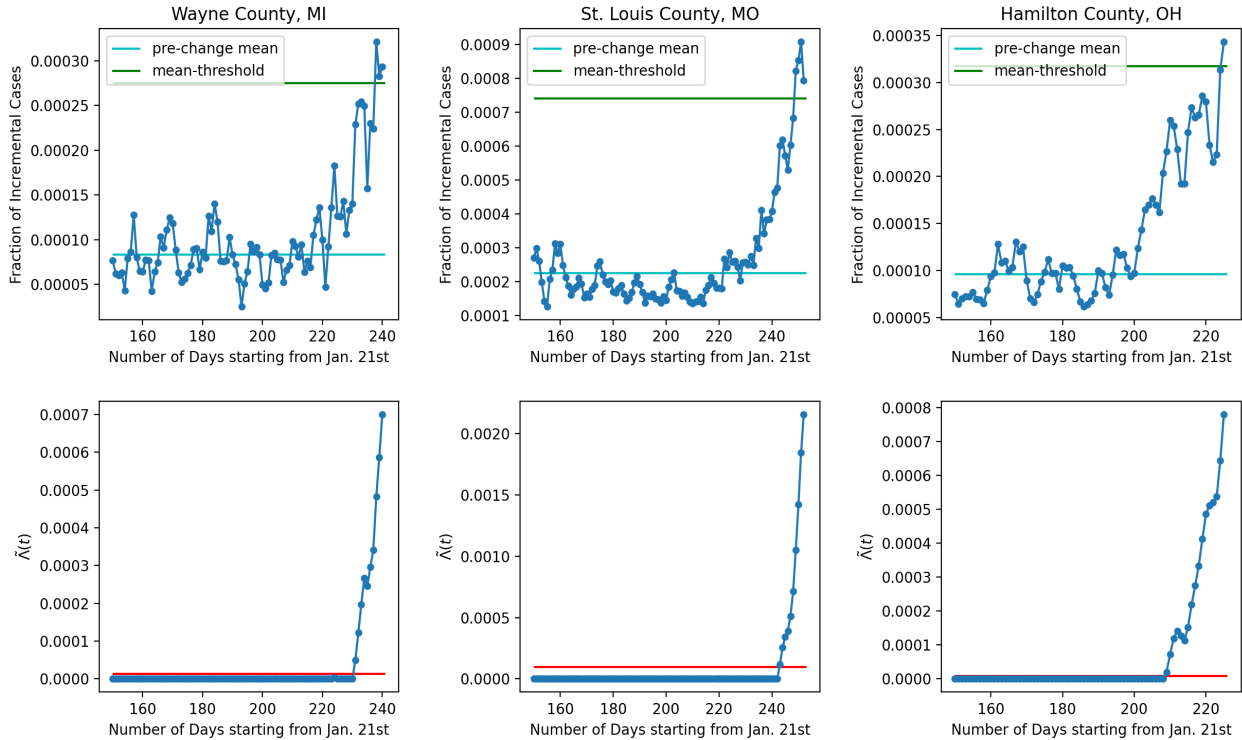 Wayne County, MI
St. Louis County, MO
Hamilton County, OH
pre-change mean
mean-threshold
pre-change mean
mean-threshold
pre-change mean
mean-threshold
Fraction of Incremental Cases
0.00030
0.00025
0.00020
0.00015
0.00010
0.00005
160 180 200 220 240
Number of Days starting from Jan. 21st
Fraction of Incremental Cases
0.0009
0.0008
0.0007
0.0006
0.0005
0.0004
0.0003
0.0002
0.0001
160 180 200 220 240
Number of Days starting from Jan. 21st
Fraction of Incremental Cases
0.00035
0.00030
0.00025
0.00020
0.00015
0.00010
0.00005
160 180 200 220
Number of Days starting from Jan. 21st
Λ̃(t)
0.0007
0.0006
0.0005
0.0004
0.0003
0.0002
0.0001
0.0000
160 180 200 220 240
Number of Days starting from Jan. 21st
Λ̃(t)
0.0020
0.0015
0.0010
0.0005
0.0000
160 180 200 220 240
Number of Days starting from Jan. 21st
Λ̃(t)
0.0008
0.0007
0.0006
0.0005
0.0004
0.0003
0.0002
0.0001
0.0000
160 180 200 220
Number of Days starting from Jan. 21st